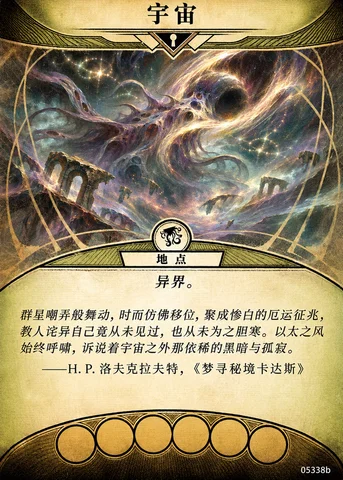 宇宙
地点
异界。
群星嘲弄般舞动，时而仿佛移位，聚成惨白的厄运征兆，
教人诧异自己竟从未见过，也从未为之胆寒。以太之风
始终呼啸，诉说着宇宙之外那依稀的黑暗与孤寂。
——H. P. 洛夫克拉夫特，《梦寻秘境卡达斯》
05338b